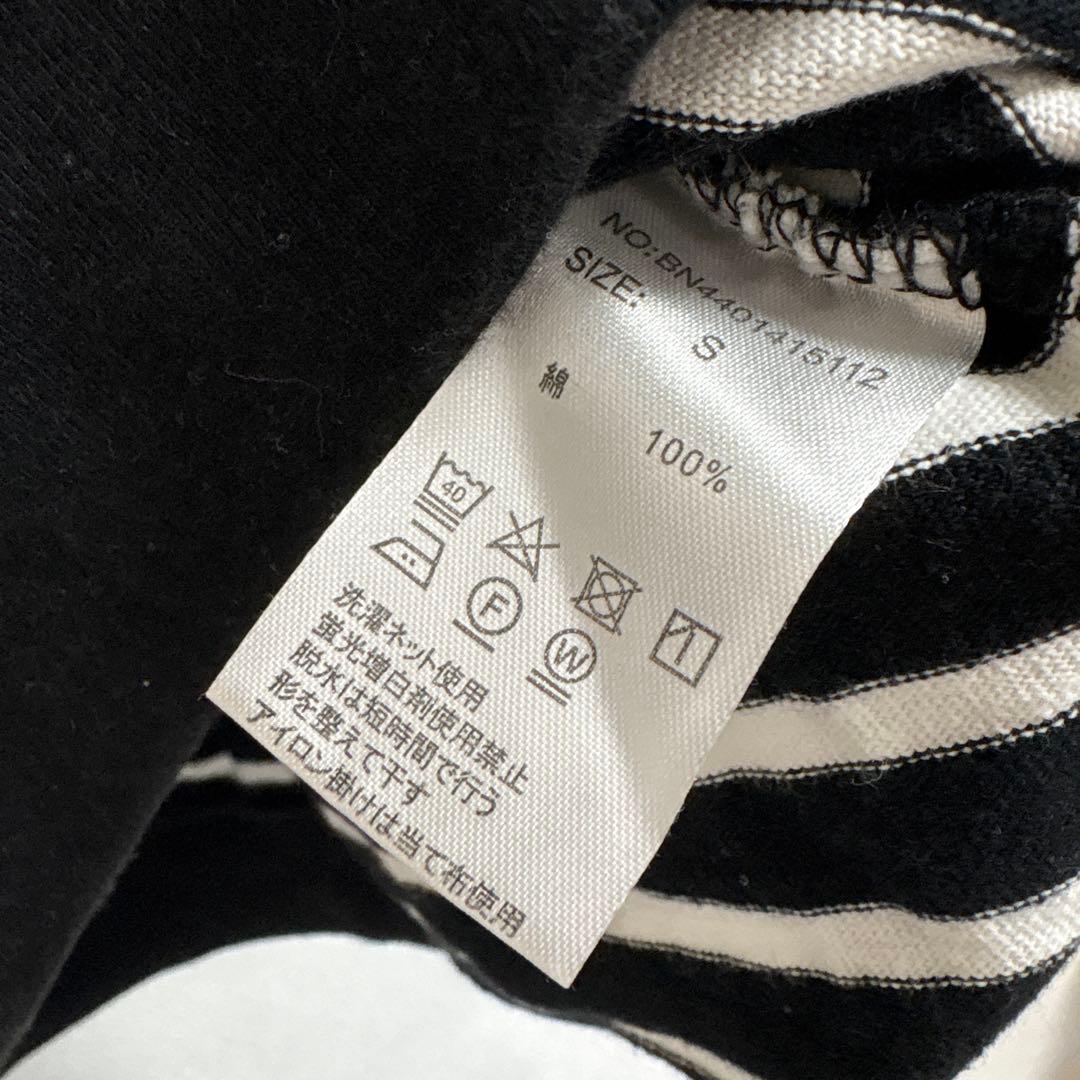 NO:BN4401415112
SIZE:
S
綿 100%
40
F W
洗濯ネット使用
蛍光増白剤使用禁止
脱水は短時間で行う
形を整えて干す
アイロン掛けは当て布使用